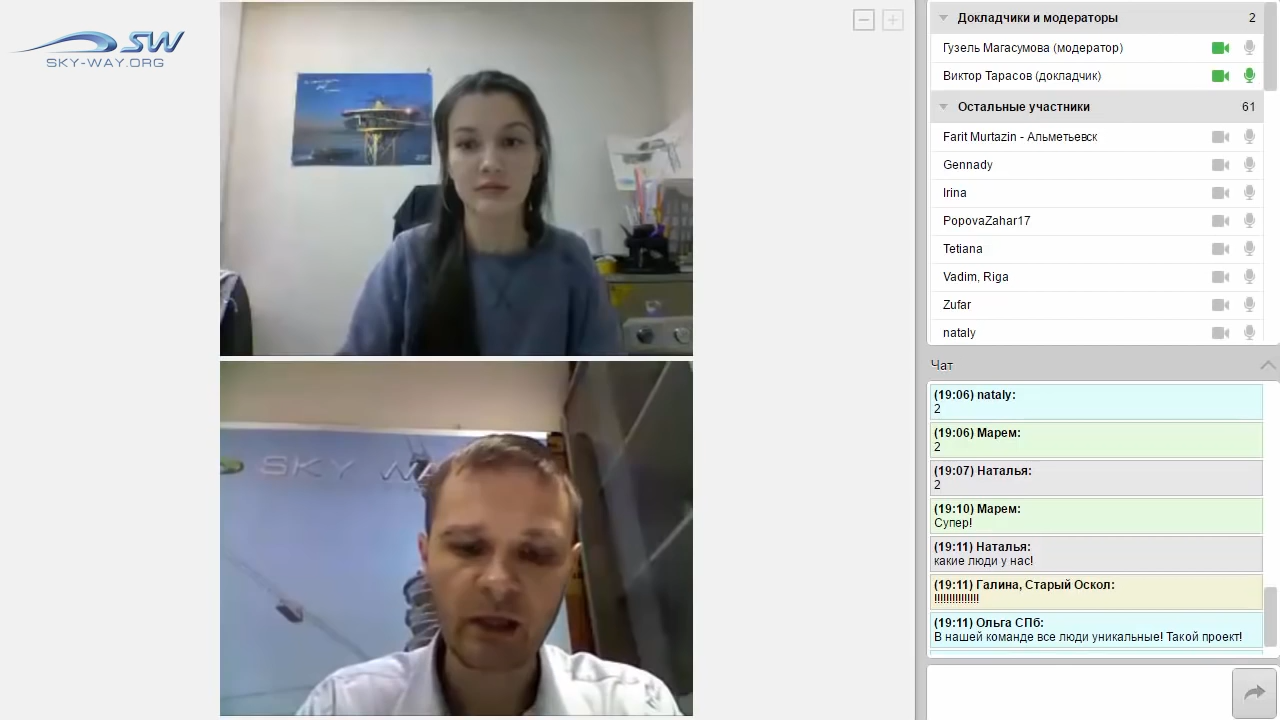 SW
SKY-WAY.ORG
SKY WA
Докладчики и модераторы 2
Гузель Магасумова (модератор)
Виктор Тарасов (докладчик)
Остальные участники 61
Farit Murtazin - Альметьевск
Gennady
Irina
PopovaZahar17
Tetiana
Vadim, Riga
Zufar
nataly
Чат
(19:06) nataly:
2
(19:06) Марем:
2
(19:07) Наталья:
2
(19:10) Марем:
Супер!
(19:11) Наталья:
какие люди у нас!
(19:11) Галина, Старый Оскол:
!!!!!!!!!!!!!!!
(19:11) Ольга СПб:
В нашей команде все люди уникальные! Такой проект!